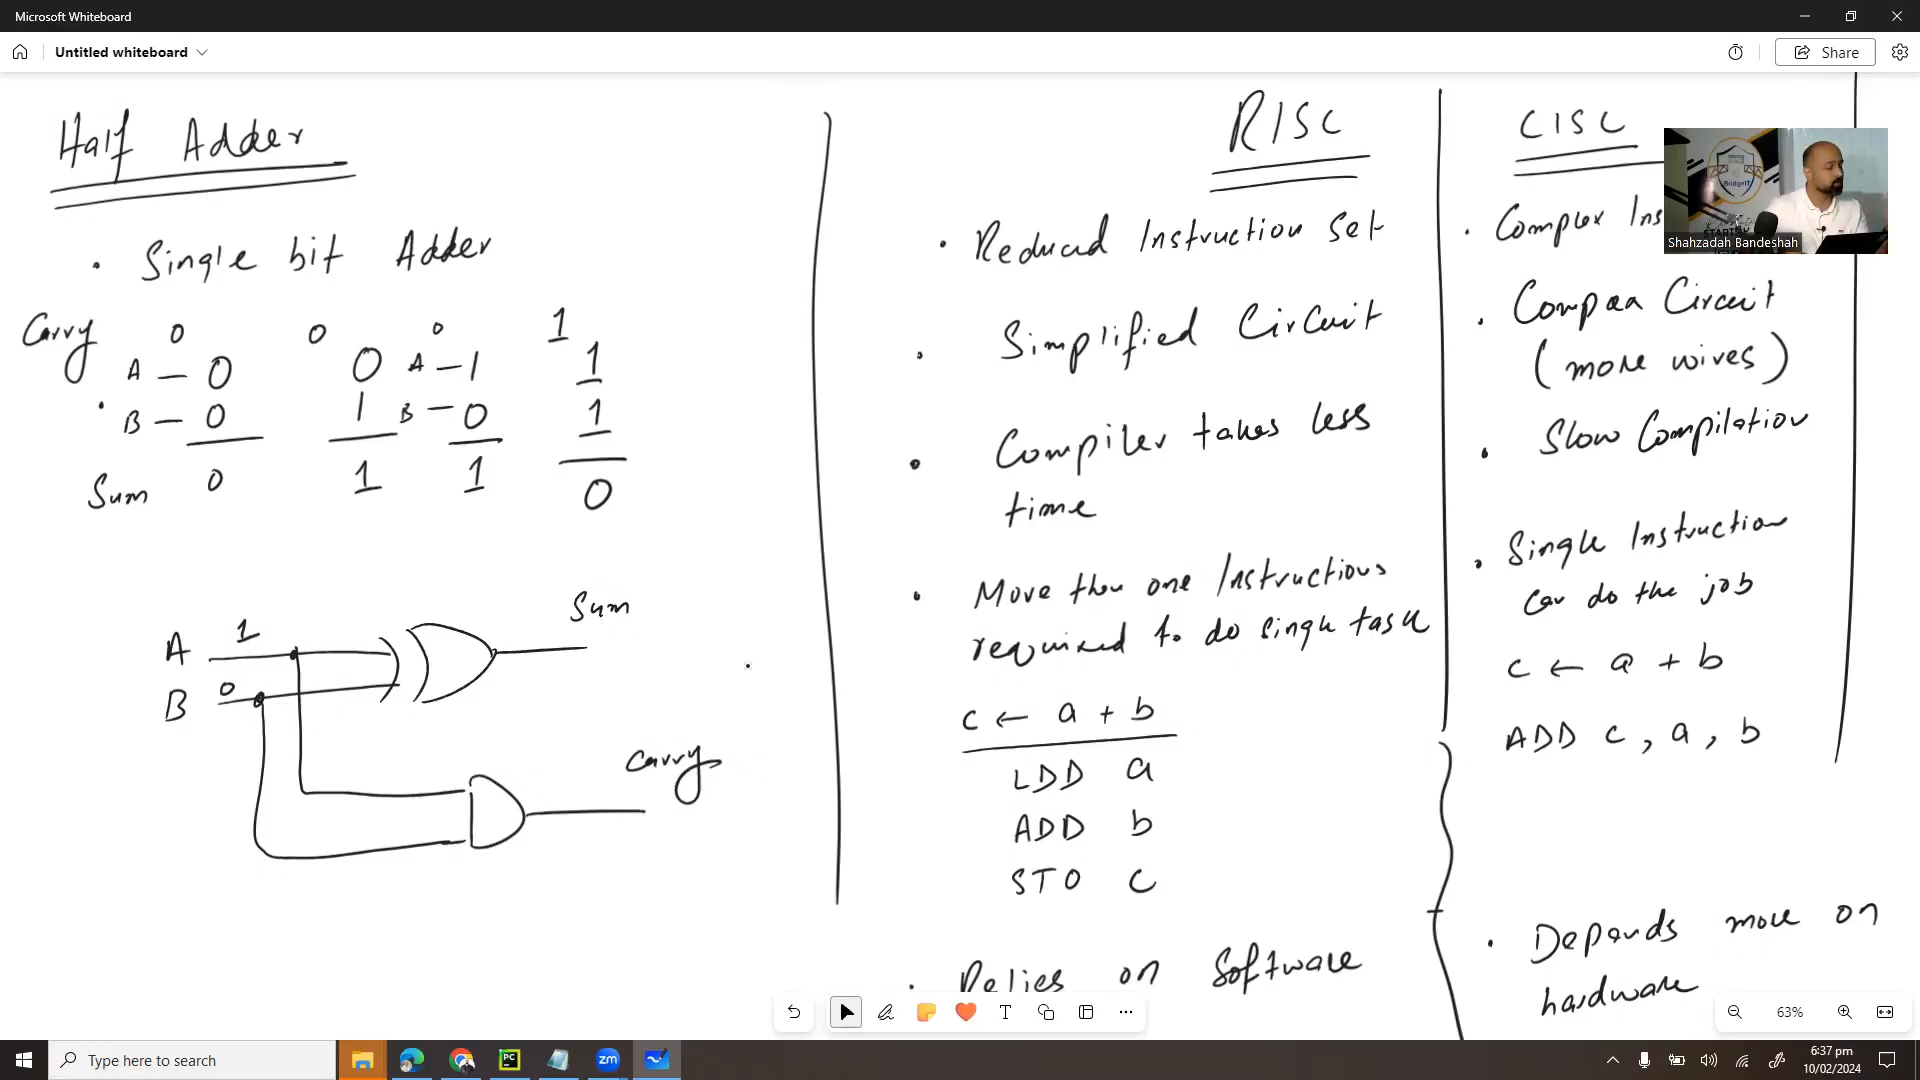 Microsoft Whiteboard
Untitled whiteboard
Share
Half Adder
Single bit Adder
Carry 0 0 0 1
A — 0 0 A — 1 1
B — 0 1 B — 0 1
Sum 0 1 1 0
A 1
B 0
Sum
Carry
RISC
Reduced Instruction Set
Simplified Circuit
Compiler takes less
time
More than one Instructions
required to do single task
c ← a + b
LDD a
ADD b
STO c
Relies on Software
CISC
Complex Ins
Circuit
(more wires)
Slow Compilation
Single Instruction
can do the job
c ← a + b
ADD c, a, b
Depends more on
hardware
BridgeIT
Shahzadah Bandeshah
63%
Type here to search
PC
zm
6:37 pm
10/02/2024